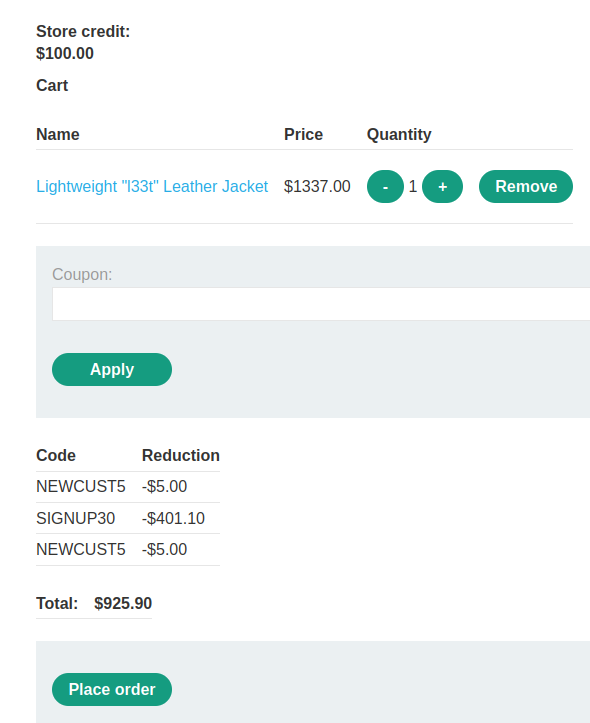 Store credit:
$100.00
Cart
Name Price Quantity
Lightweight "l33t" Leather Jacket $1337.00 - 1 + Remove
Coupon:
Apply
Code Reduction
NEWCUST5 -$5.00
SIGNUP30 -$401.10
NEWCUST5 -$5.00
Total: $925.90
Place order